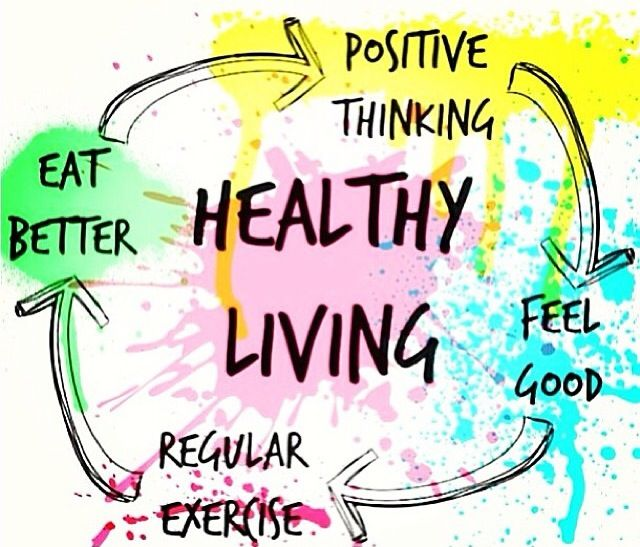 POSITIVE
THINKING
EAT
BETTER
HEALTHY
LIVING
FEEL
GOOD
REGULAR
EXERCISE